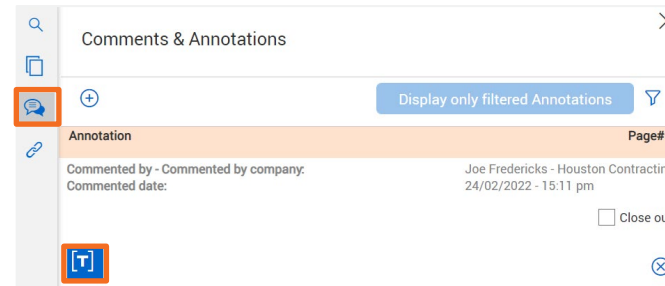 Comments & Annotations
Display only filtered Annotations
Annotation Page#
Commented by - Commented by company: Joe Fredericks - Houston Contractin
Commented date: 24/02/2022 - 15:11 pm
Close ou
[T]